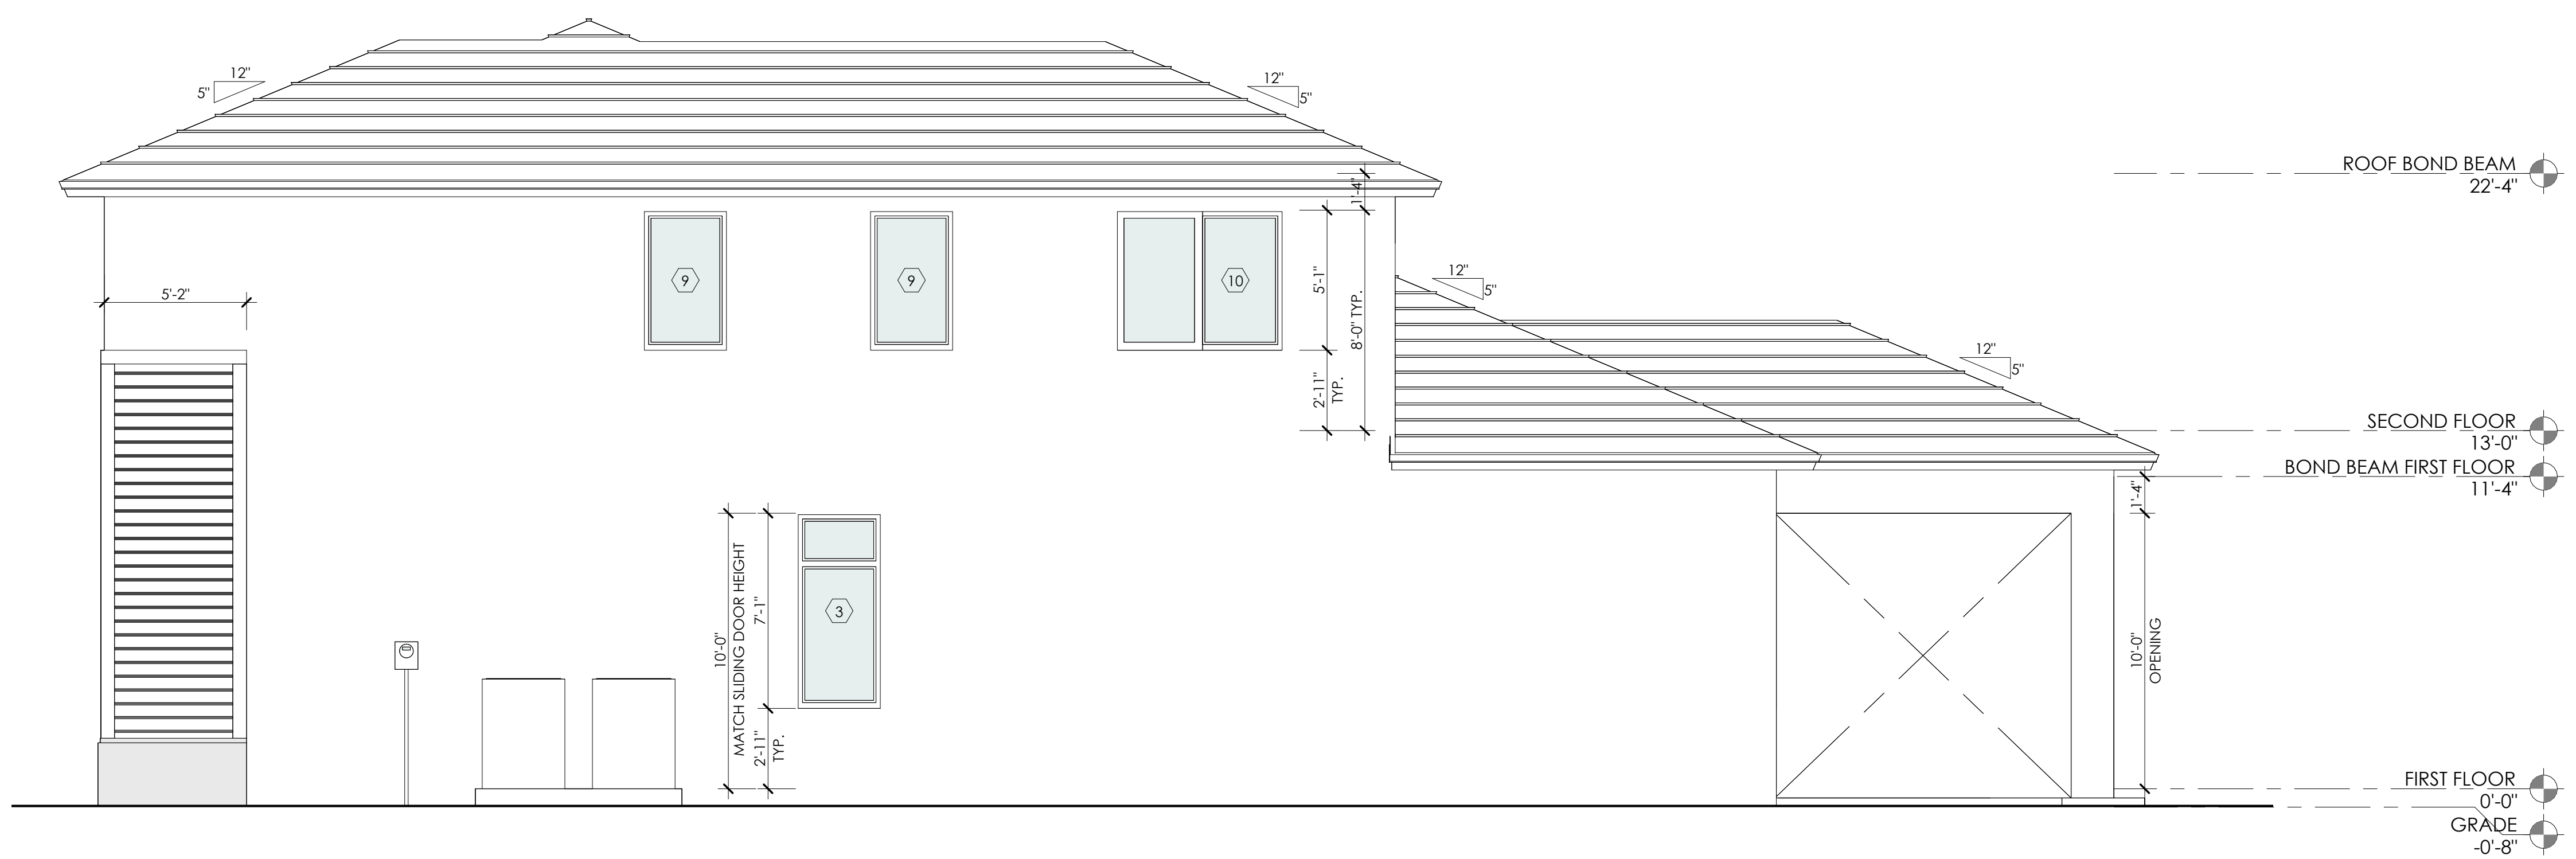 12"
5"
12"
5"
ROOF BOND BEAM
22'-4"
1'-4"
9
9
10
5'-1"
8'-0" TYP.
2'-11"
TYP.
5'-2"
12"
5"
12"
5"
SECOND FLOOR
13'-0"
BOND BEAM FIRST FLOOR
11'-4"
1'-4"
10'-0"
MATCH SLIDING DOOR HEIGHT
7'-1"
2'-11"
TYP.
3
10'-0"
OPENING
FIRST FLOOR
0'-0"
GRADE
-0'-8"